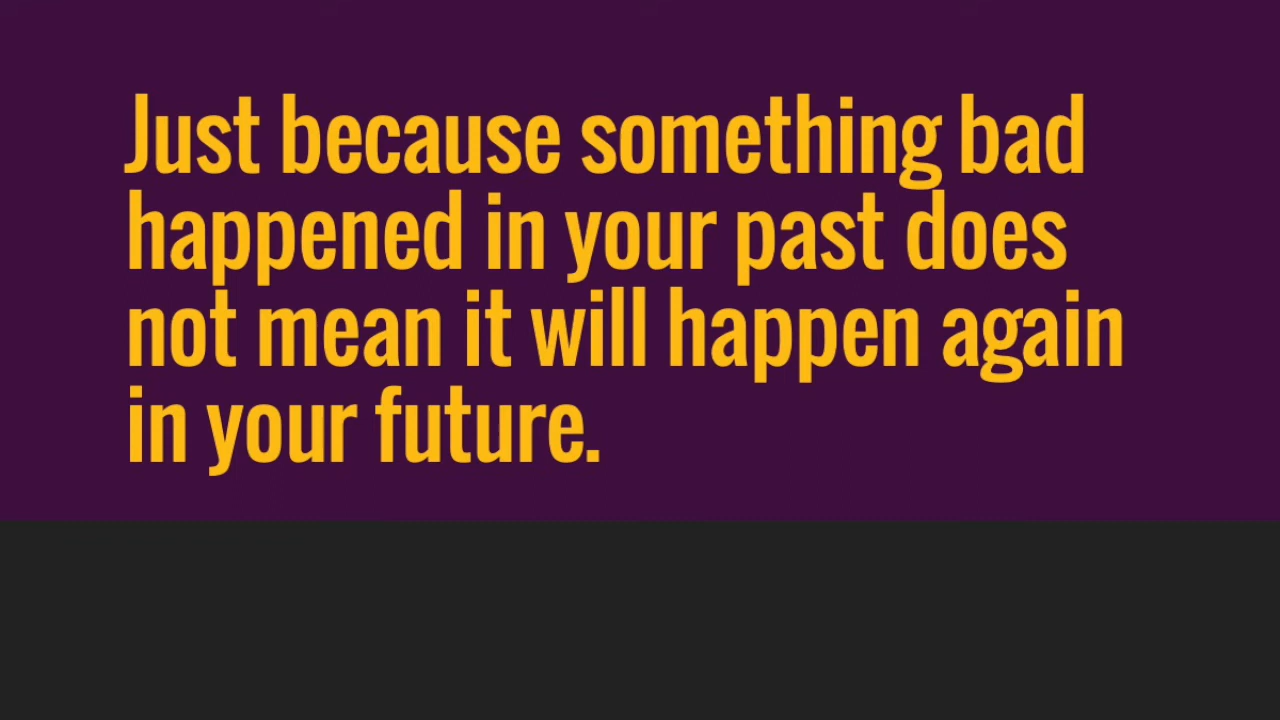 Just because something bad
happened in your past does
not mean it will happen again
in your future.